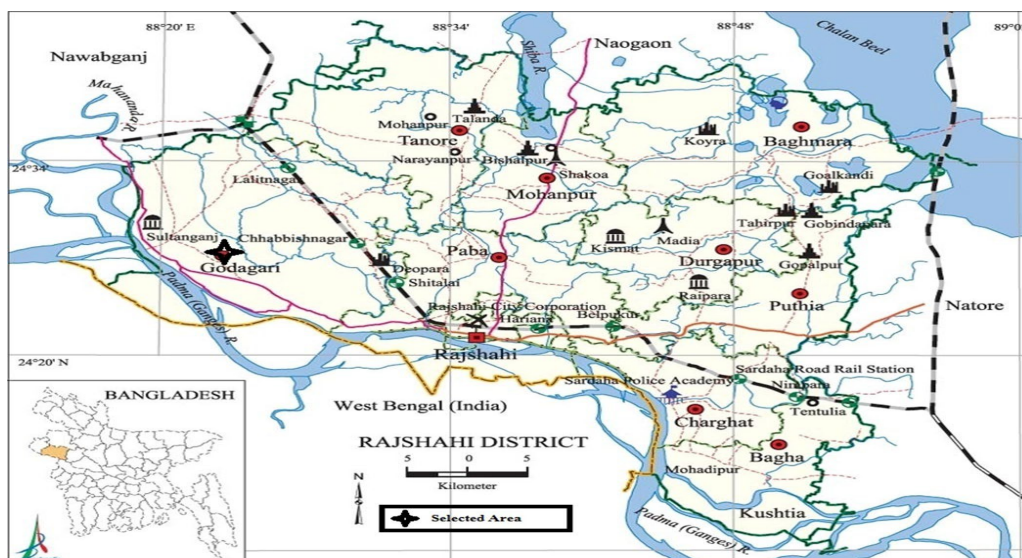 88°20' E
88°34'
88°48'
89°0
Nawabganj
Naogaon
Chalan Beel
Shiba R.
Mahananda R.
Mohanpur
Talanda
Tanore
Koyra
Baghmara
Narayanpur
Bishalpur
Shakoa
24°34'
Lalitnagar
Mohanpur
Goalkandi
Tahirpur
Gobindapara
Sultanganj
Chhabbishnagar
Kismat
Madia
Paba
Durgapur
Godagari
Deopara
Gopalpur
Shitalai
Raipara
Puthia
Natore
Padma (Ganges) R.
Rajshahi City Corporation
Hariana
Belpukur
Rajshahi
24°20' N
Sardaha Road Rail Station
Sardaha Police Academy
Tentulia
BANGLADESH
West Bengal (India)
Charghat
RAJSHAHI DISTRICT
Bagha
5 0 5
Kilometer
Mohadipur
N
Kushtia
Selected Area
Padma (Ganges) R.